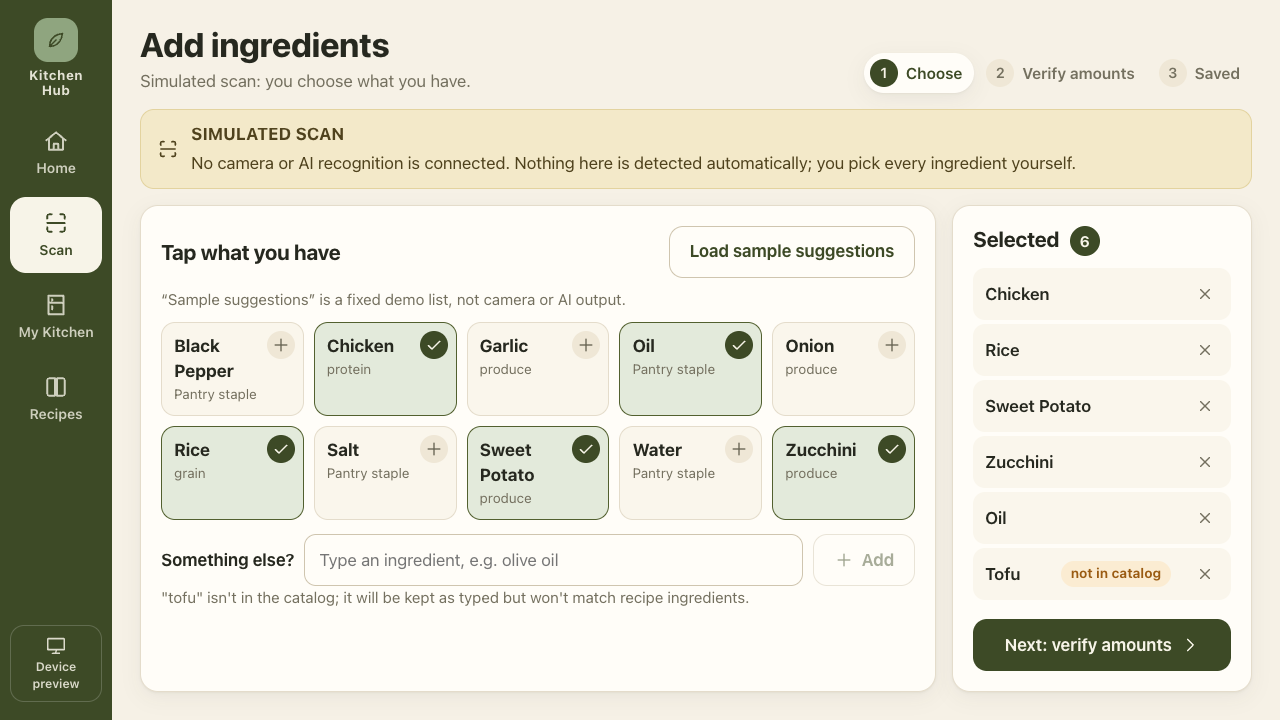 Kitchen
Hub
Home
Scan
My Kitchen
Recipes
Device
preview
Add ingredients
Simulated scan: you choose what you have.
1 Choose
2 Verify amounts
3 Saved
SIMULATED SCAN
No camera or AI recognition is connected. Nothing here is detected automatically; you pick every ingredient yourself.
Tap what you have
Load sample suggestions
“Sample suggestions” is a fixed demo list, not camera or AI output.
Black
Pepper
Pantry staple
Chicken
protein
Garlic
produce
Oil
Pantry staple
Onion
produce
Rice
grain
Salt
Pantry staple
Sweet
Potato
produce
Water
Pantry staple
Zucchini
produce
Something else?
Type an ingredient, e.g. olive oil
Add
"tofu" isn't in the catalog; it will be kept as typed but won't match recipe ingredients.
Selected 6
Chicken
Rice
Sweet Potato
Zucchini
Oil
Tofu not in catalog
Next: verify amounts